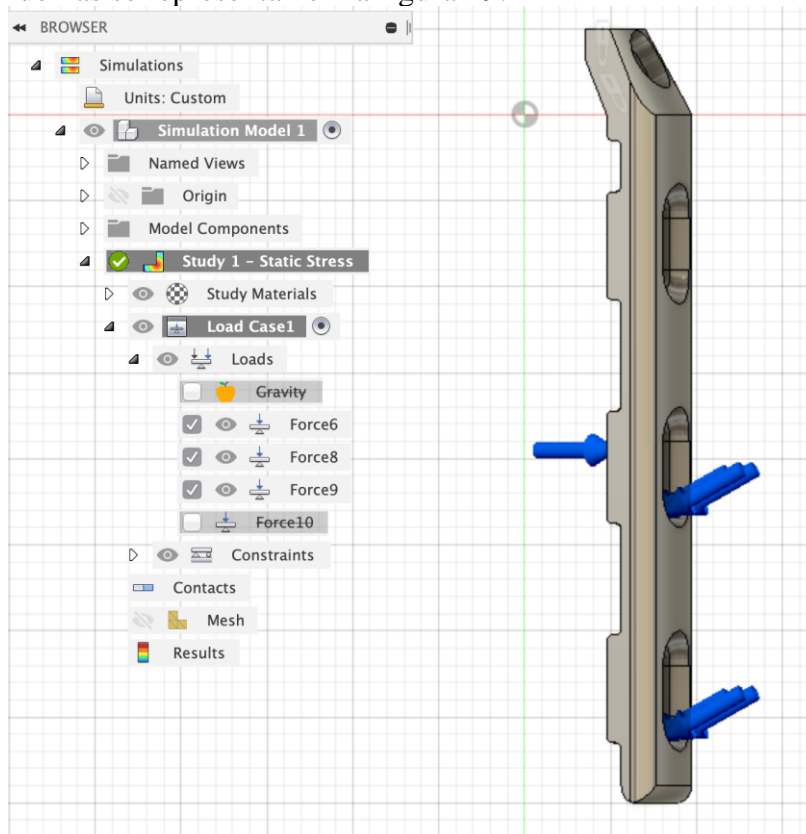 BROWSER
Simulations
Units: Custom
Simulation Model 1
Named Views
Origin
Model Components
Study 1 - Static Stress
Study Materials
Load Case1
Loads
Gravity
Force6
Force8
Force9
Force10
Constraints
Contacts
Mesh
Results